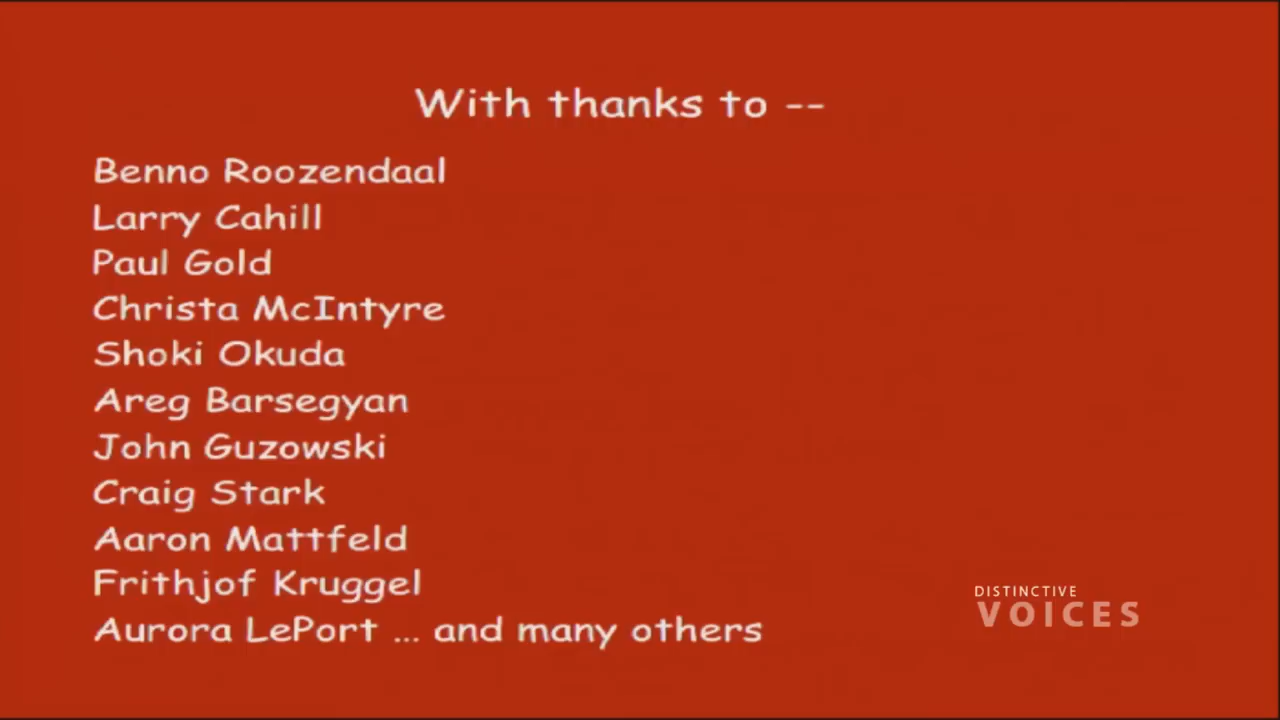 With thanks to --
Benno Roozendaal
Larry Cahill
Paul Gold
Christa McIntyre
Shoki Okuda
Areg Barsegyan
John Guzowski
Craig Stark
Aaron Mattfeld
Frithjof Kruggel
Aurora LePort ... and many others
DISTINCTIVE
VOICES